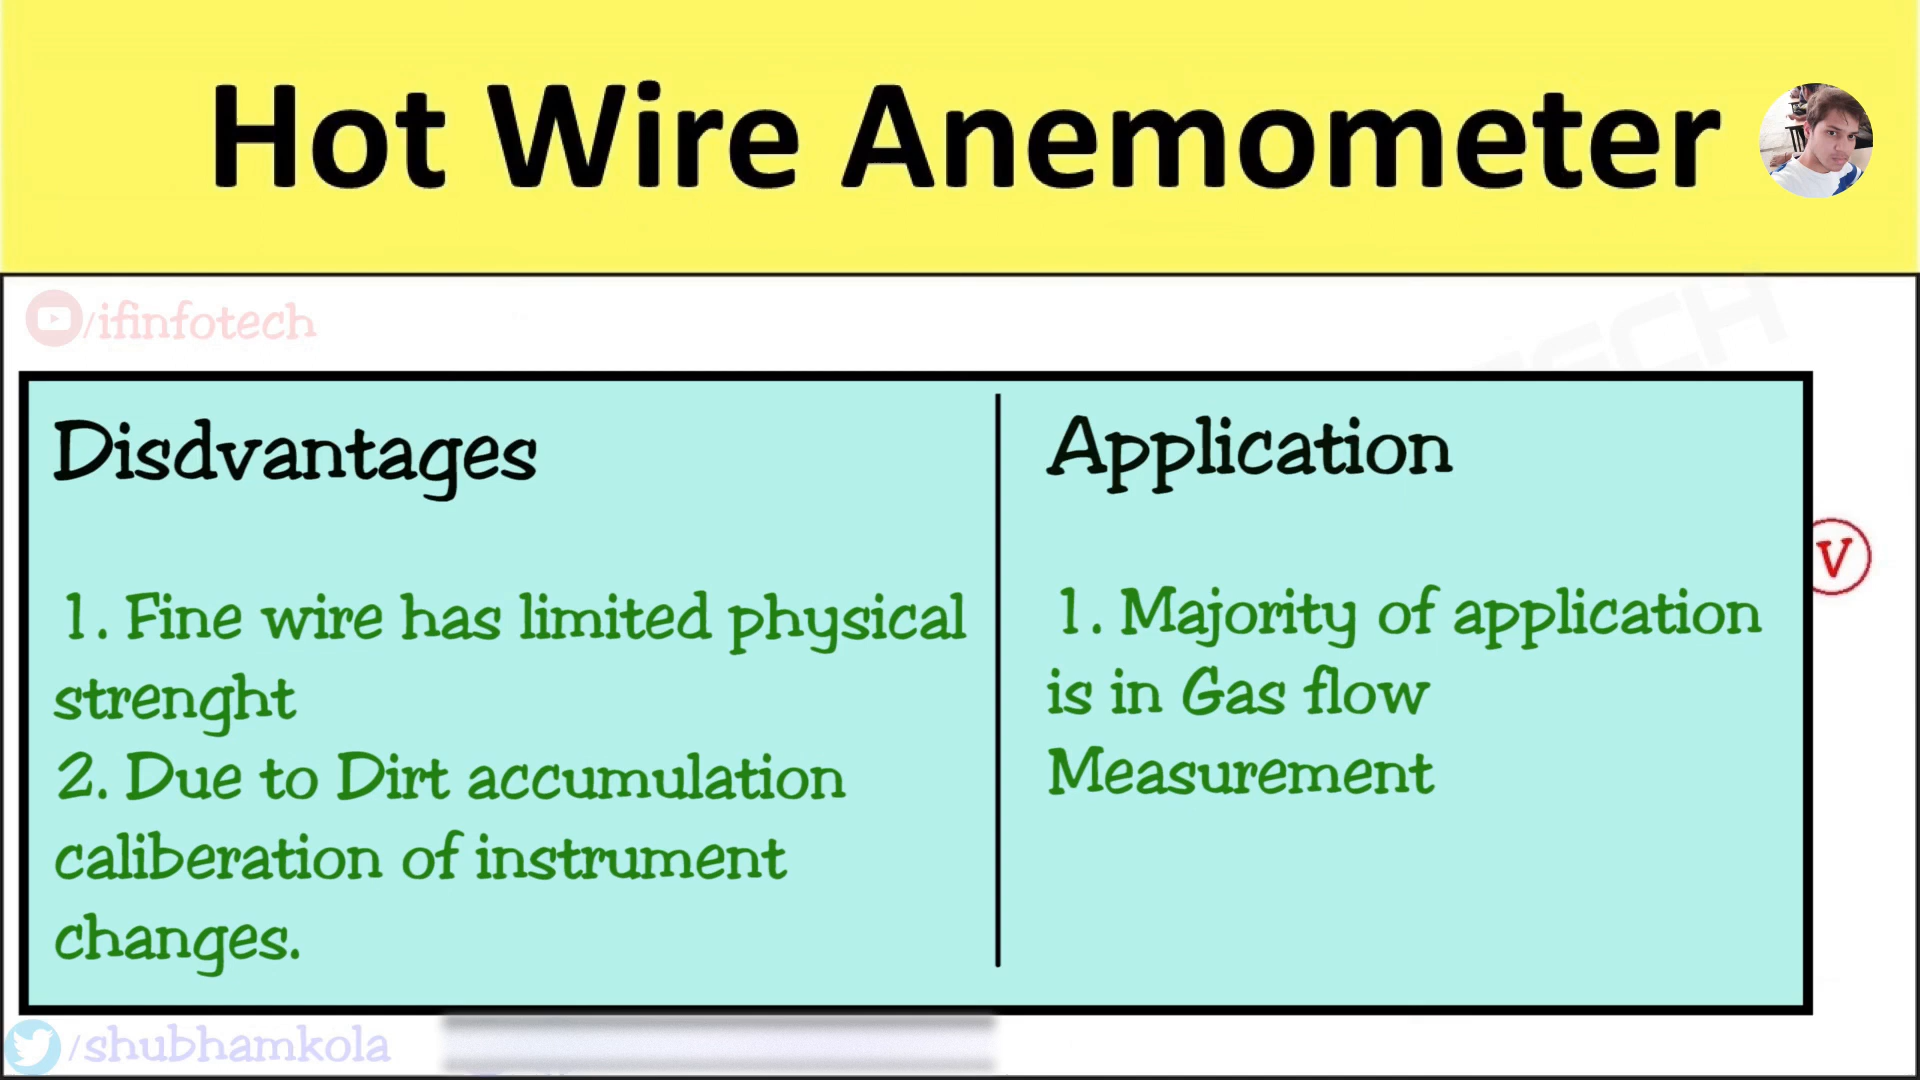 Hot Wire Anemometer
/ifinfotech
TECH
Disdvantages
1. Fine wire has limited physical
strenght
2. Due to Dirt accumulation
caliberation of instrument
changes.
Application
1. Majority of application
is in Gas flow
Measurement
V
/shubhamkola